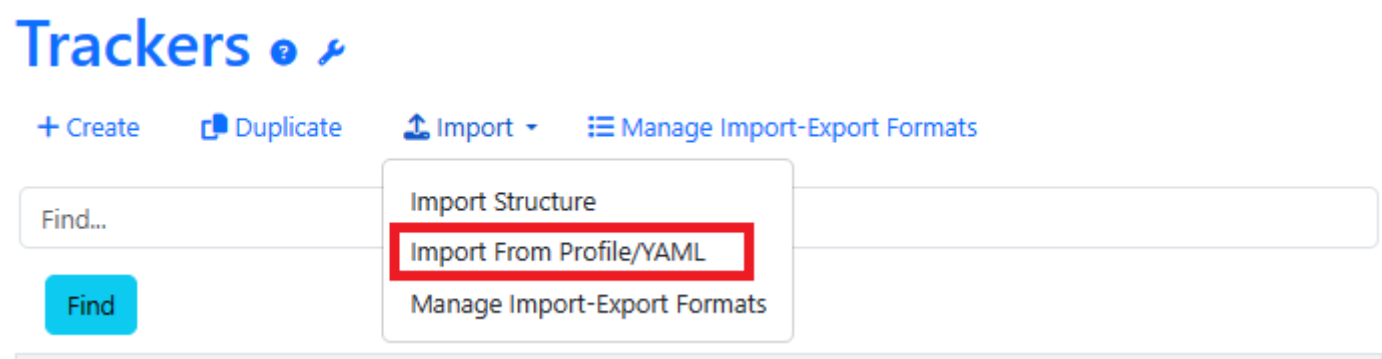 Trackers
Create Duplicate Import Manage Import-Export Formats
Import Structure
Find...
Import From Profile/YAML
Manage Import-Export Formats
Find